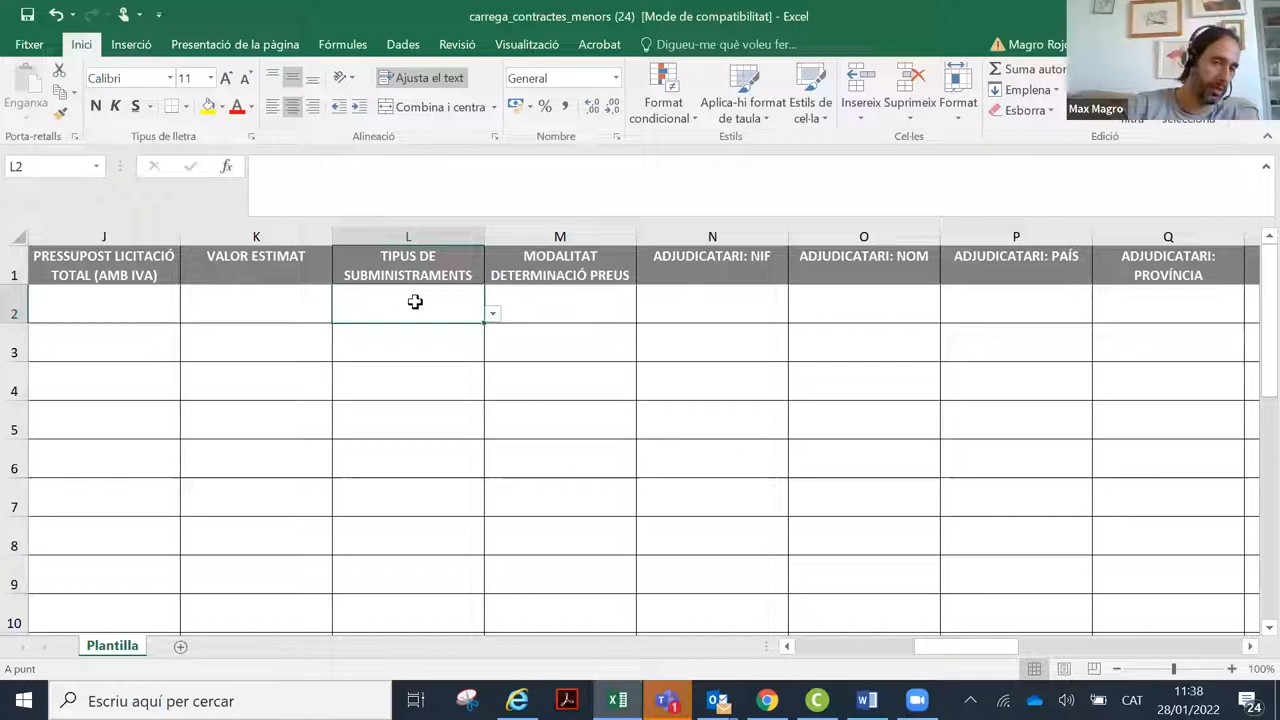 carrega_contractes_menors (24) [Mode de compatibilitat] - Excel
Fitxer Inici Inserció Presentació de la pàgina Fórmules Dades Revisió Visualització Acrobat Digueu-me què voleu fer...
Magro Roj
Enganxa
Calibri 11
N K S
Ajusta el text
Combina i centra
General
Format condicional
Aplica-hi format de taula
Estils de cel·la
Insereix Suprimeix Format
Suma autor
Emplena
Esborra
Max Magro
Porta-retalls Tipus de lletra Alineació Nombre Estils Cel·les Edició
L2
fx
J K L M N O P Q
1 PRESSUPOST LICITACIÓ TOTAL (AMB IVA) VALOR ESTIMAT TIPUS DE SUBMINISTRAMENTS MODALITAT DETERMINACIÓ PREUS ADJUDICATARI: NIF ADJUDICATARI: NOM ADJUDICATARI: PAÍS ADJUDICATARI: PROVÍNCIA
2
3
4
5
6
7
8
9
10
Plantilla
A punt
100%
Escriu aquí per cercar
CAT
11:38
28/01/2022
24